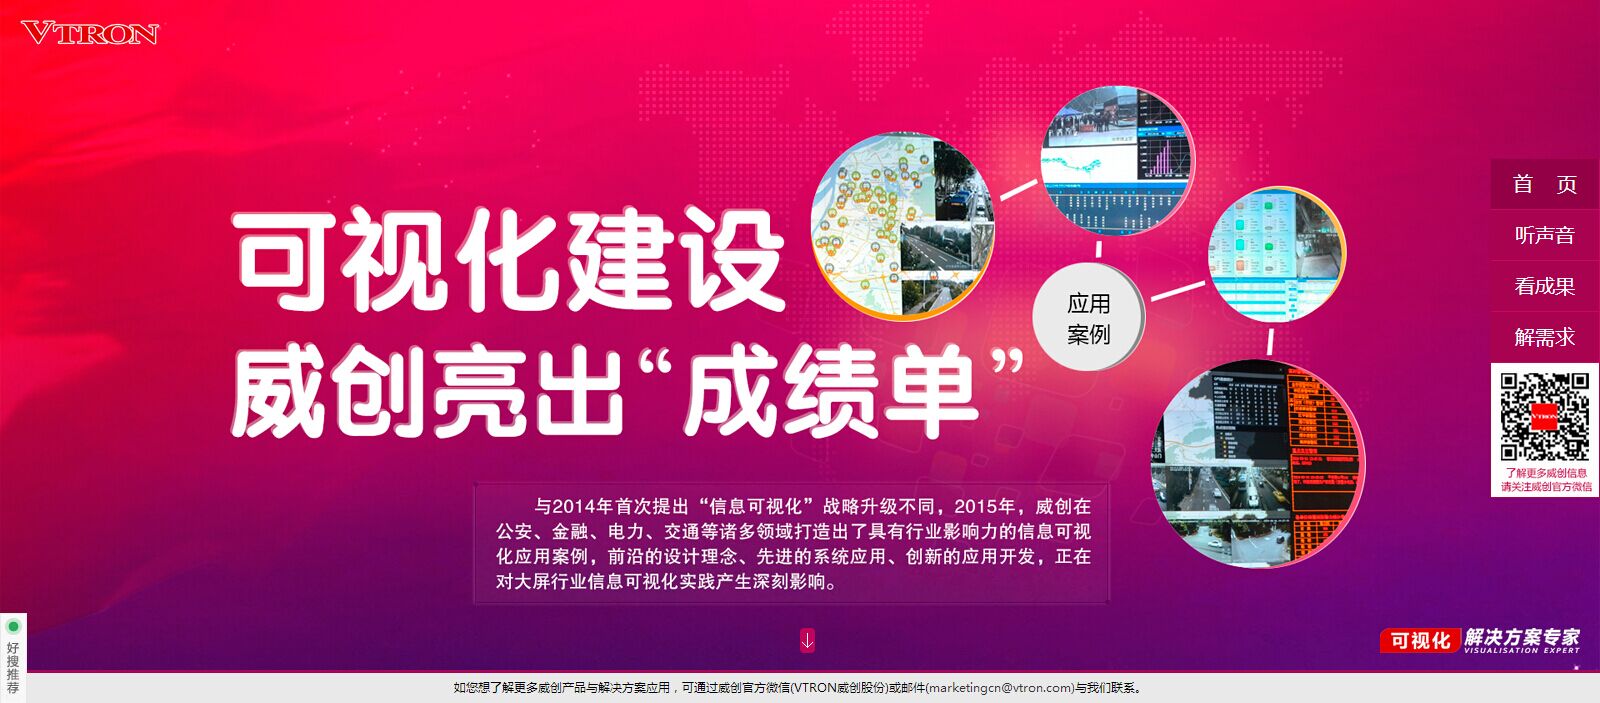 VTRON
可视化建设
威创亮出“成绩单”
应用
案例
与2014年首次提出“信息可视化”战略升级不同，2015年，威创在
公安、金融、电力、交通等诸多领域打造出了具有行业影响力的信息可视
化应用案例，前沿的设计理念、先进的系统应用、创新的应用开发，正在
对大屏行业信息可视化实践产生深刻影响。
首 页
听声音
看成果
解需求
VTRON
了解更多威创信息
请关注威创官方微信
可视化 解决方案专家
VISUALISATION EXPERT
好搜推荐
如您想了解更多威创产品与解决方案应用，可通过威创官方微信(VTRON威创股份)或邮件(marketingcn@vtron.com)与我们联系。